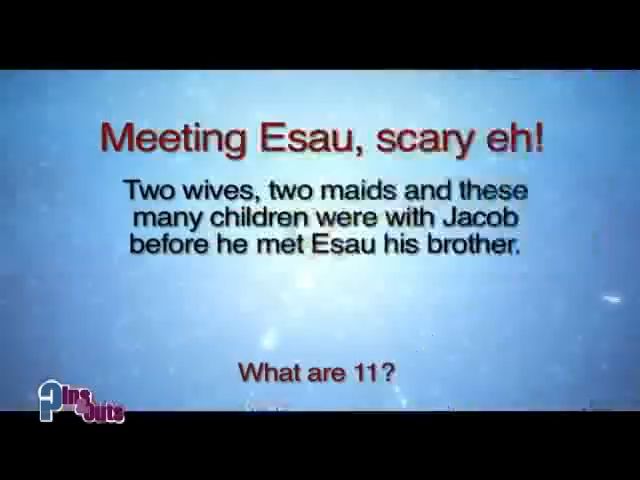 Meeting Esau, scary eh!
Two wives, two maids and these
many children were with Jacob
before he met Esau his brother.
What are 11?
Ins
Outs